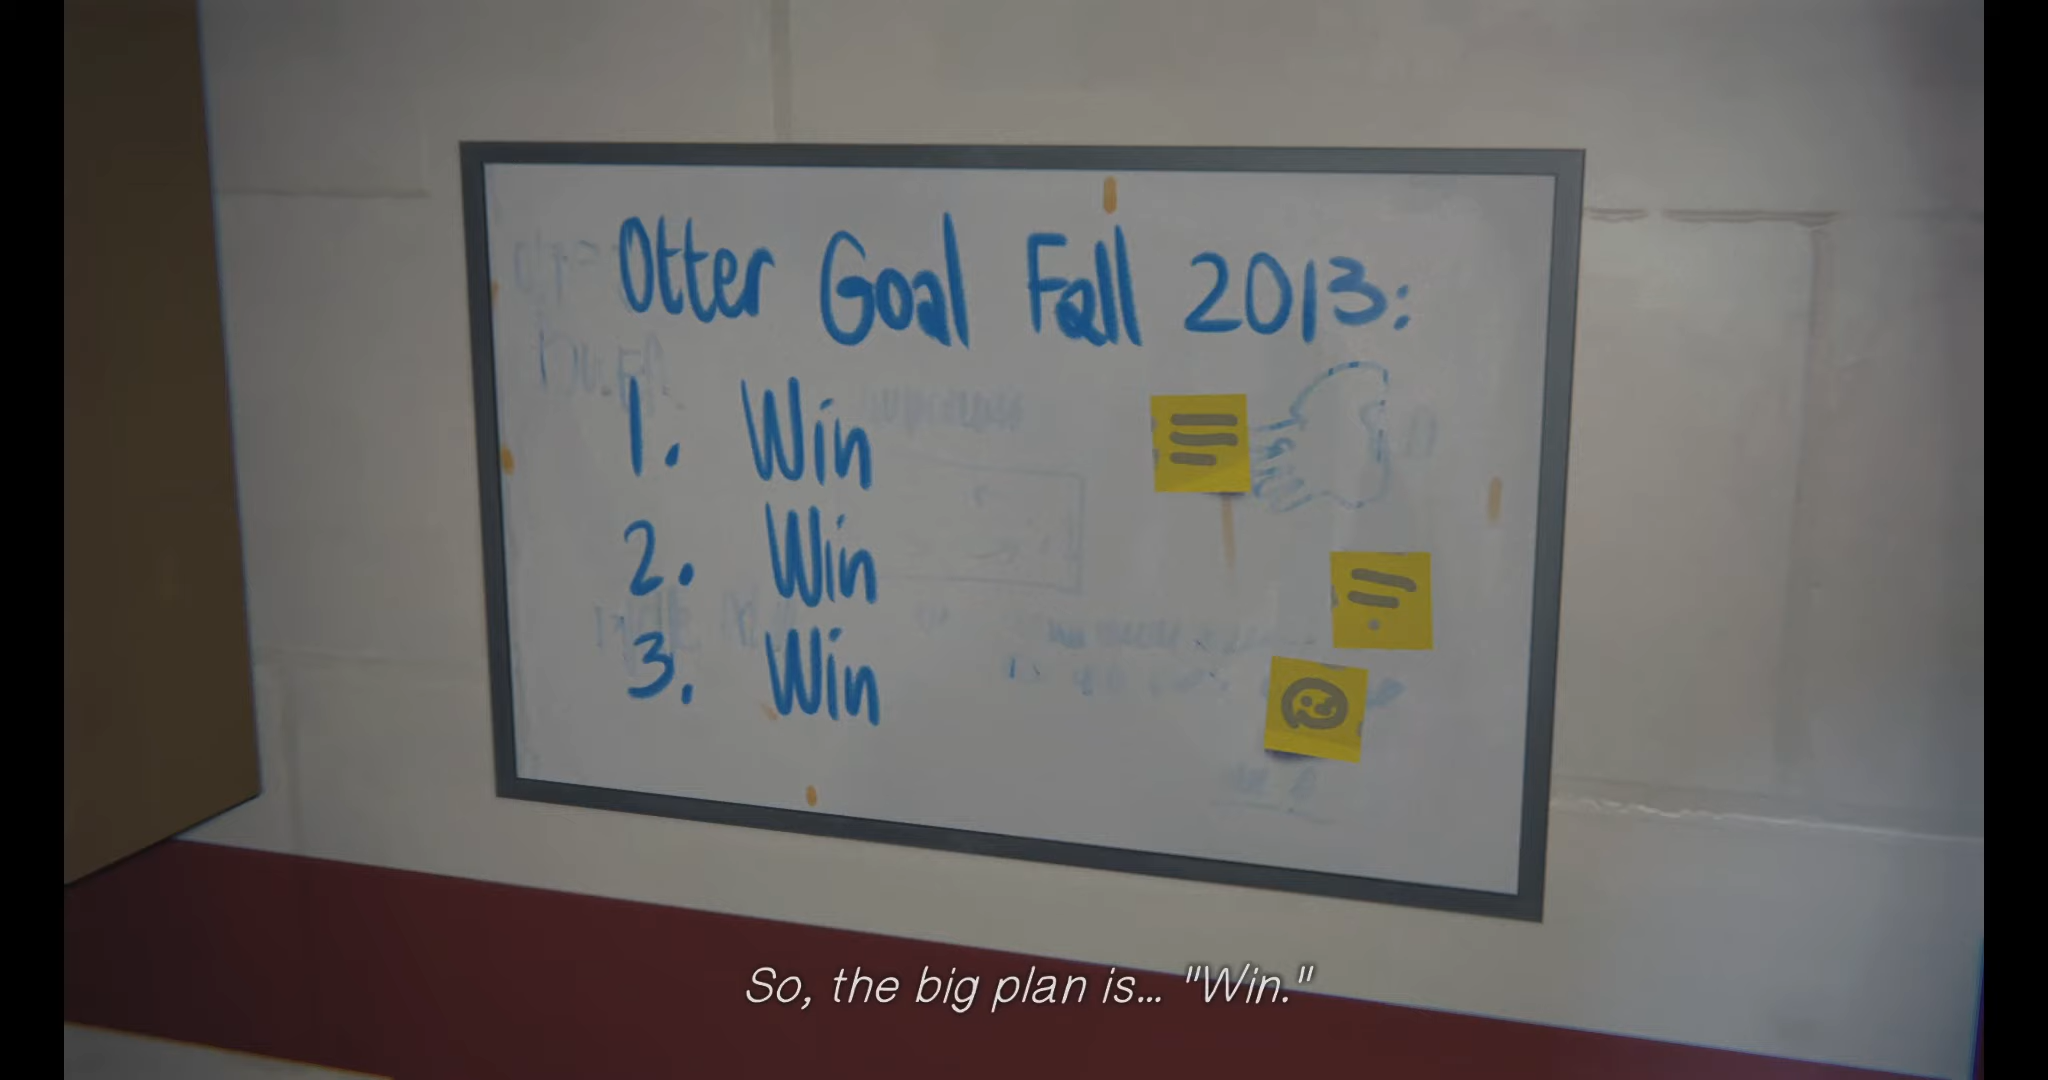 Otter Goal Fall 2013:
1. Win
2. Win
3. Win
So, the big plan is... "Win."